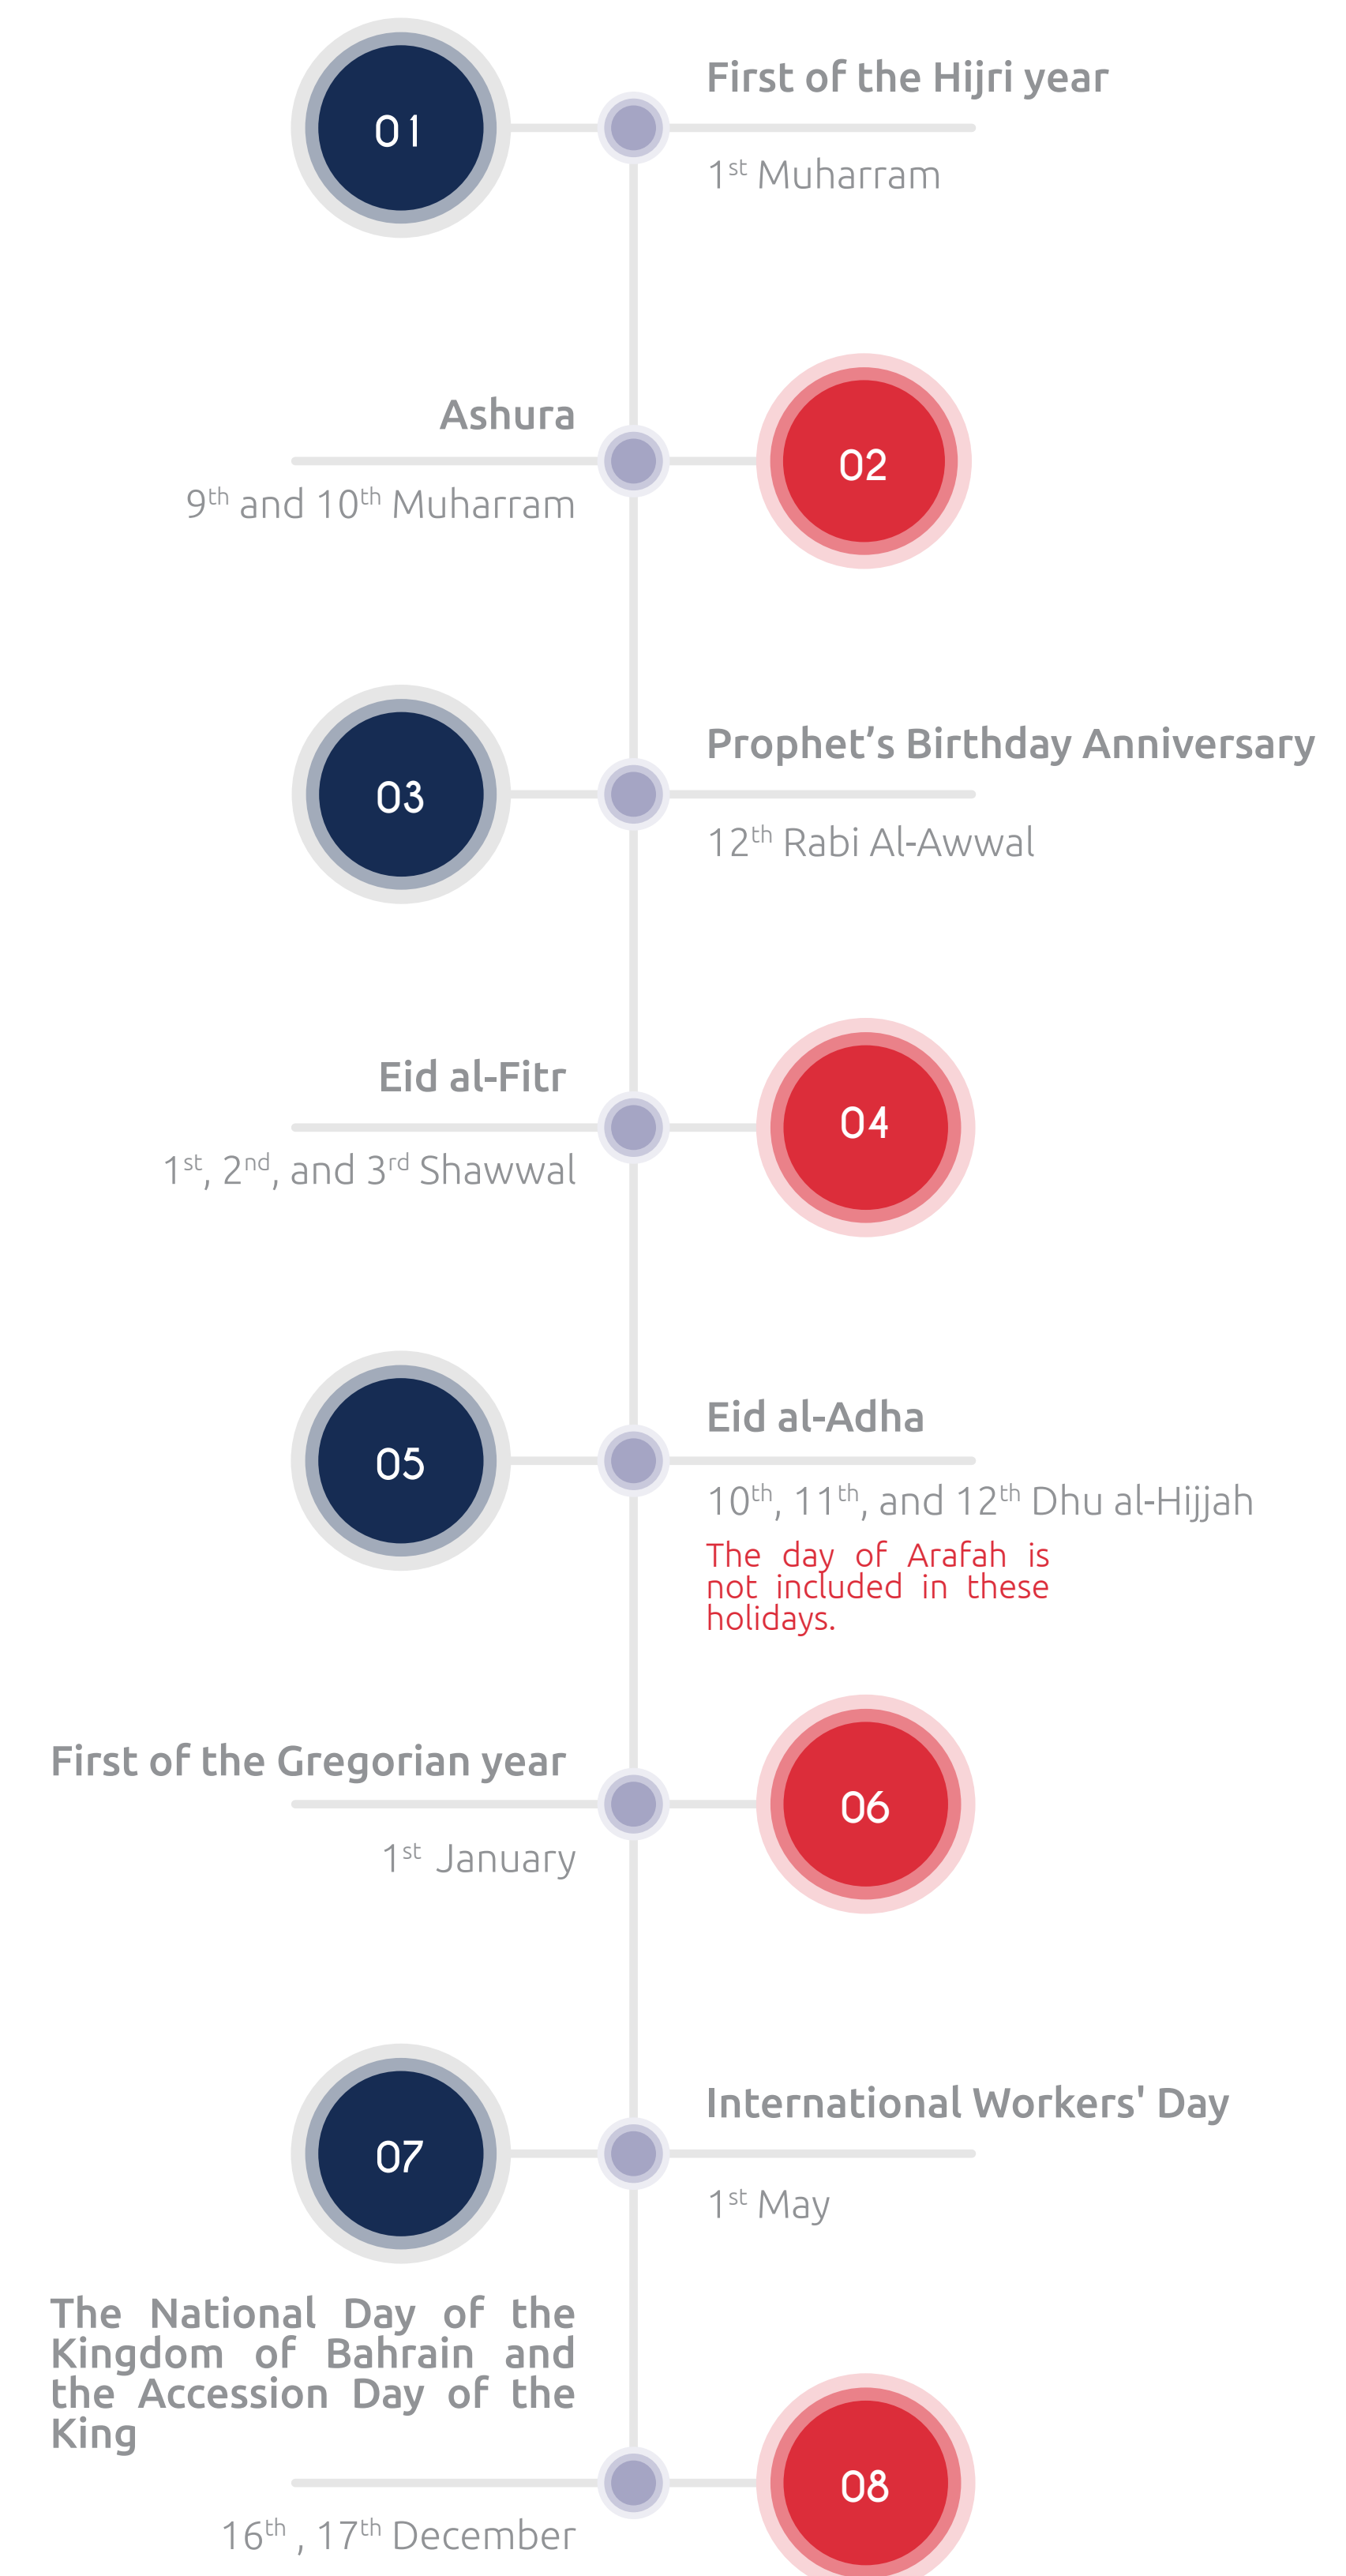 01
First of the Hijri year
1st Muharram
Ashura
02
9th and 10th Muharram
03
Prophet’s Birthday Anniversary
12th Rabi Al-Awwal
Eid al-Fitr
04
1st, 2nd, and 3rd Shawwal
05
Eid al-Adha
10th, 11th, and 12th Dhu al-Hijjah
The day of Arafah is
not included in these
holidays.
First of the Gregorian year
06
1st January
07
International Workers' Day
1st May
The National Day of the
Kingdom of Bahrain and
the Accession Day of the
King
08
16th , 17th December